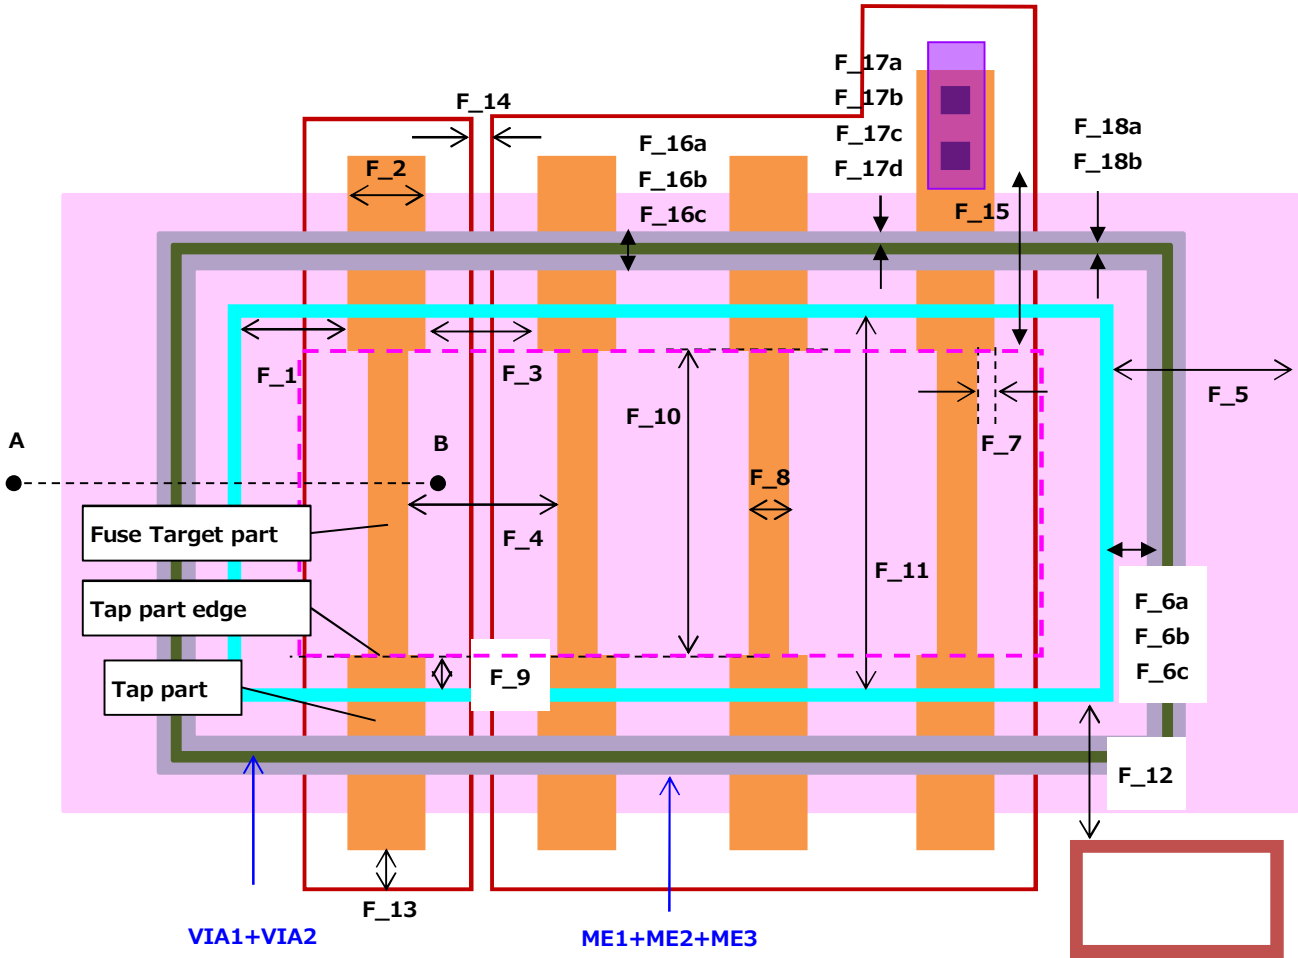 F_17a
F_17b
F_17c
F_17d
F_14
F_16a
F_16b
F_16c
F_18a
F_18b
F_2
F_15
F_1
F_3
F_5
F_10
F_7
A
B
F_8
Fuse Target part
F_4
F_11
Tap part edge
F_6a
F_6b
F_6c
Tap part
F_9
F_12
F_13
VIA1+VIA2
ME1+ME2+ME3